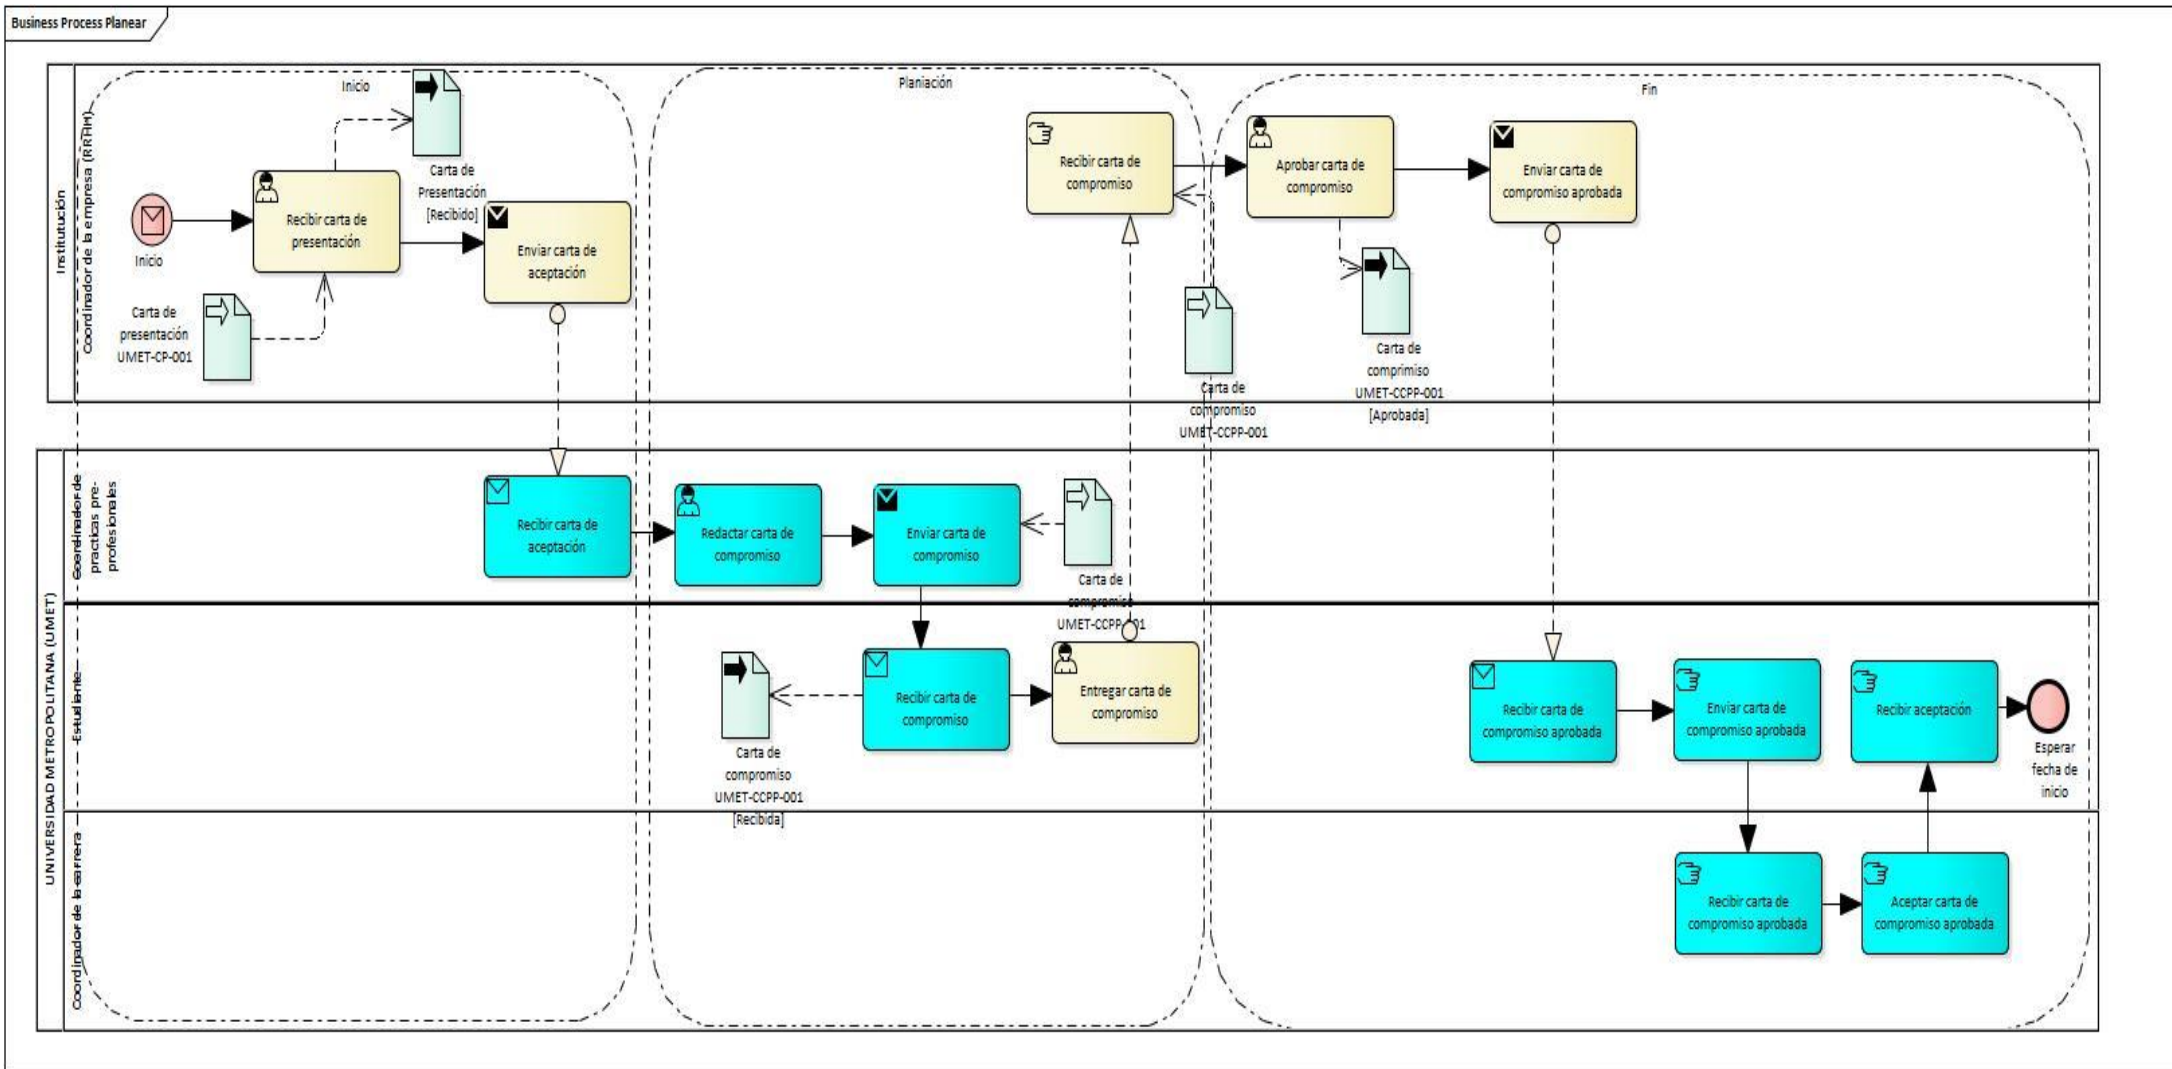 Business Process Planear
Institutución
Coordinador de la empresa (RRHH)
Inicio
Planiación
Fin
Inicio
Recibir carta de
presentación
Carta de
Presentación
[Recibido]
Carta de
presentación
UMET-CP-001
Enviar carta de
aceptación
Recibir carta de
compromiso
Carta de
compromiso
UMET-CCPP-001
Aprobar carta de
compromiso
Carta de
comprimiso
UMET-CCPP-001
[Aprobada]
Enviar carta de
compromiso aprobada
UNIVERSIDAD METROPOLITANA (UMET)
Coordinador de
practicas pre-
profesionales
Recibir carta de
aceptación
Redactar carta de
compromiso
Enviar carta de
compromiso
Carta de
compromiso
UMET-CCPP-001
Estudiante
Carta de
compromiso
UMET-CCPP-001
[Recibida]
Recibir carta de
compromiso
Entregar carta de
compromiso
Recibir carta de
compromiso aprobada
Enviar carta de
compromiso aprobada
Recibir aceptación
Esperar
fecha de
inicio
Coordinador de la carrera
Recibir carta de
compromiso aprobada
Aceptar carta de
compromiso aprobada